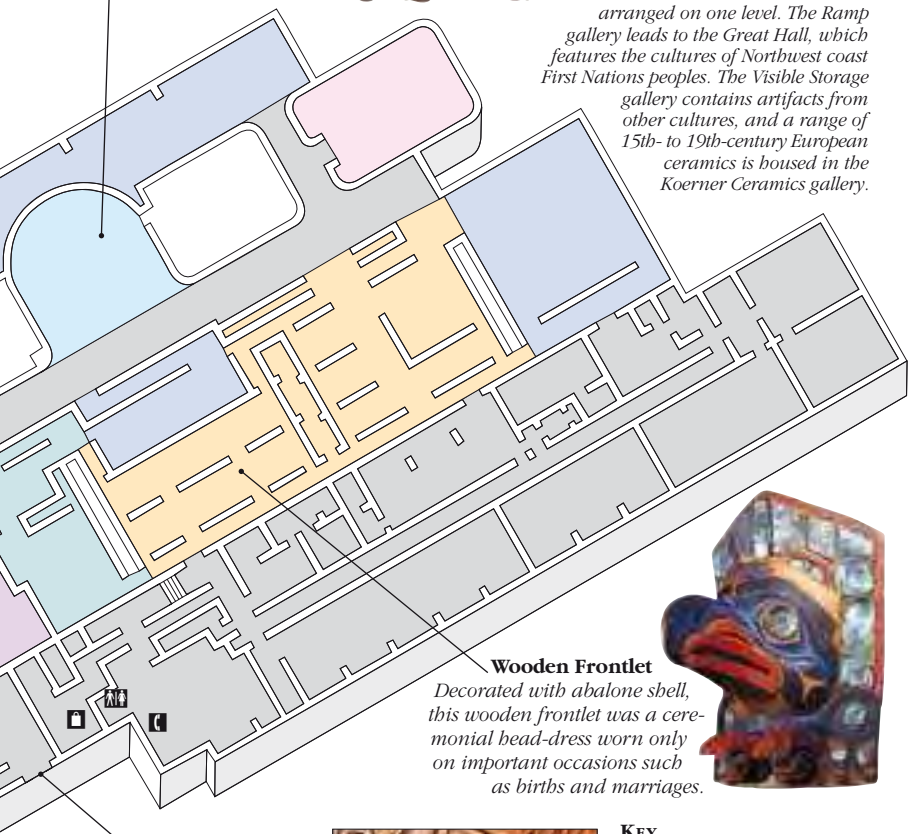 arranged on one level. The Ramp
gallery leads to the Great Hall, which
features the cultures of Northwest coast
First Nations peoples. The Visible Storage
gallery contains artifacts from
other cultures, and a range of
15th- to 19th-century European
ceramics is housed in the
Koerner Ceramics gallery.
Wooden Frontlet
Decorated with abalone shell,
this wooden frontlet was a cere-
monial head-dress worn only
on important occasions such
as births and marriages.
KEY